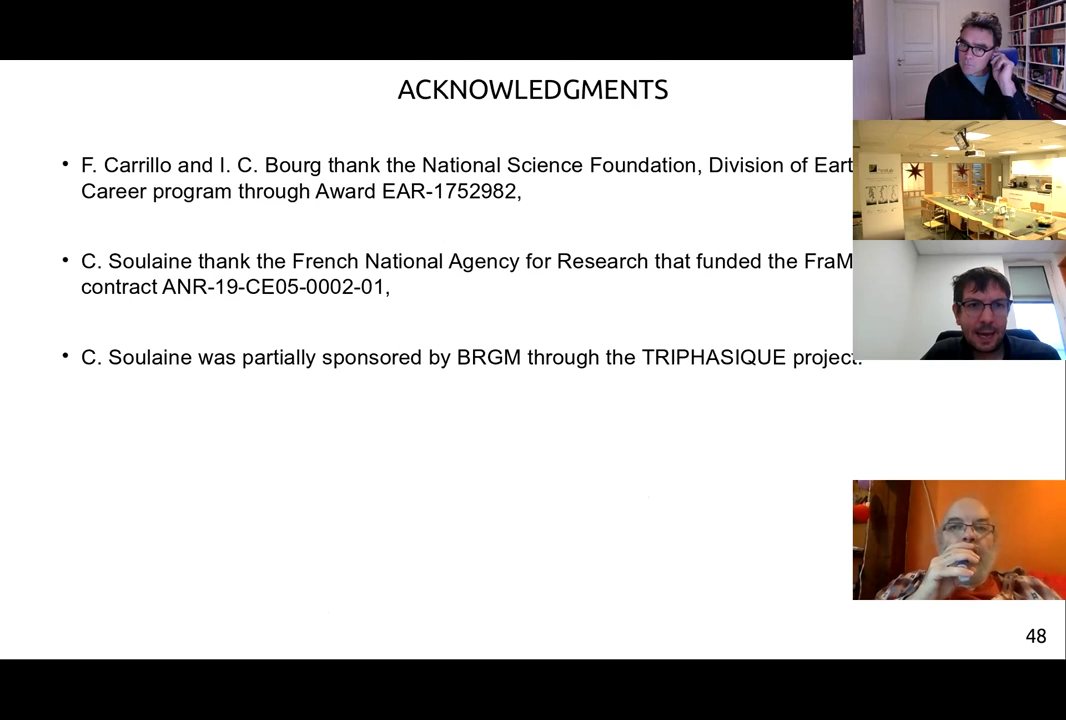 ACKNOWLEDGMENTS
• F. Carrillo and I. C. Bourg thank the National Science Foundation, Division of Eart
Career program through Award EAR-1752982,
• C. Soulaine thank the French National Agency for Research that funded the FraM
contract ANR-19-CE05-0002-01,
• C. Soulaine was partially sponsored by BRGM through the TRIPHASIQUE project.
48